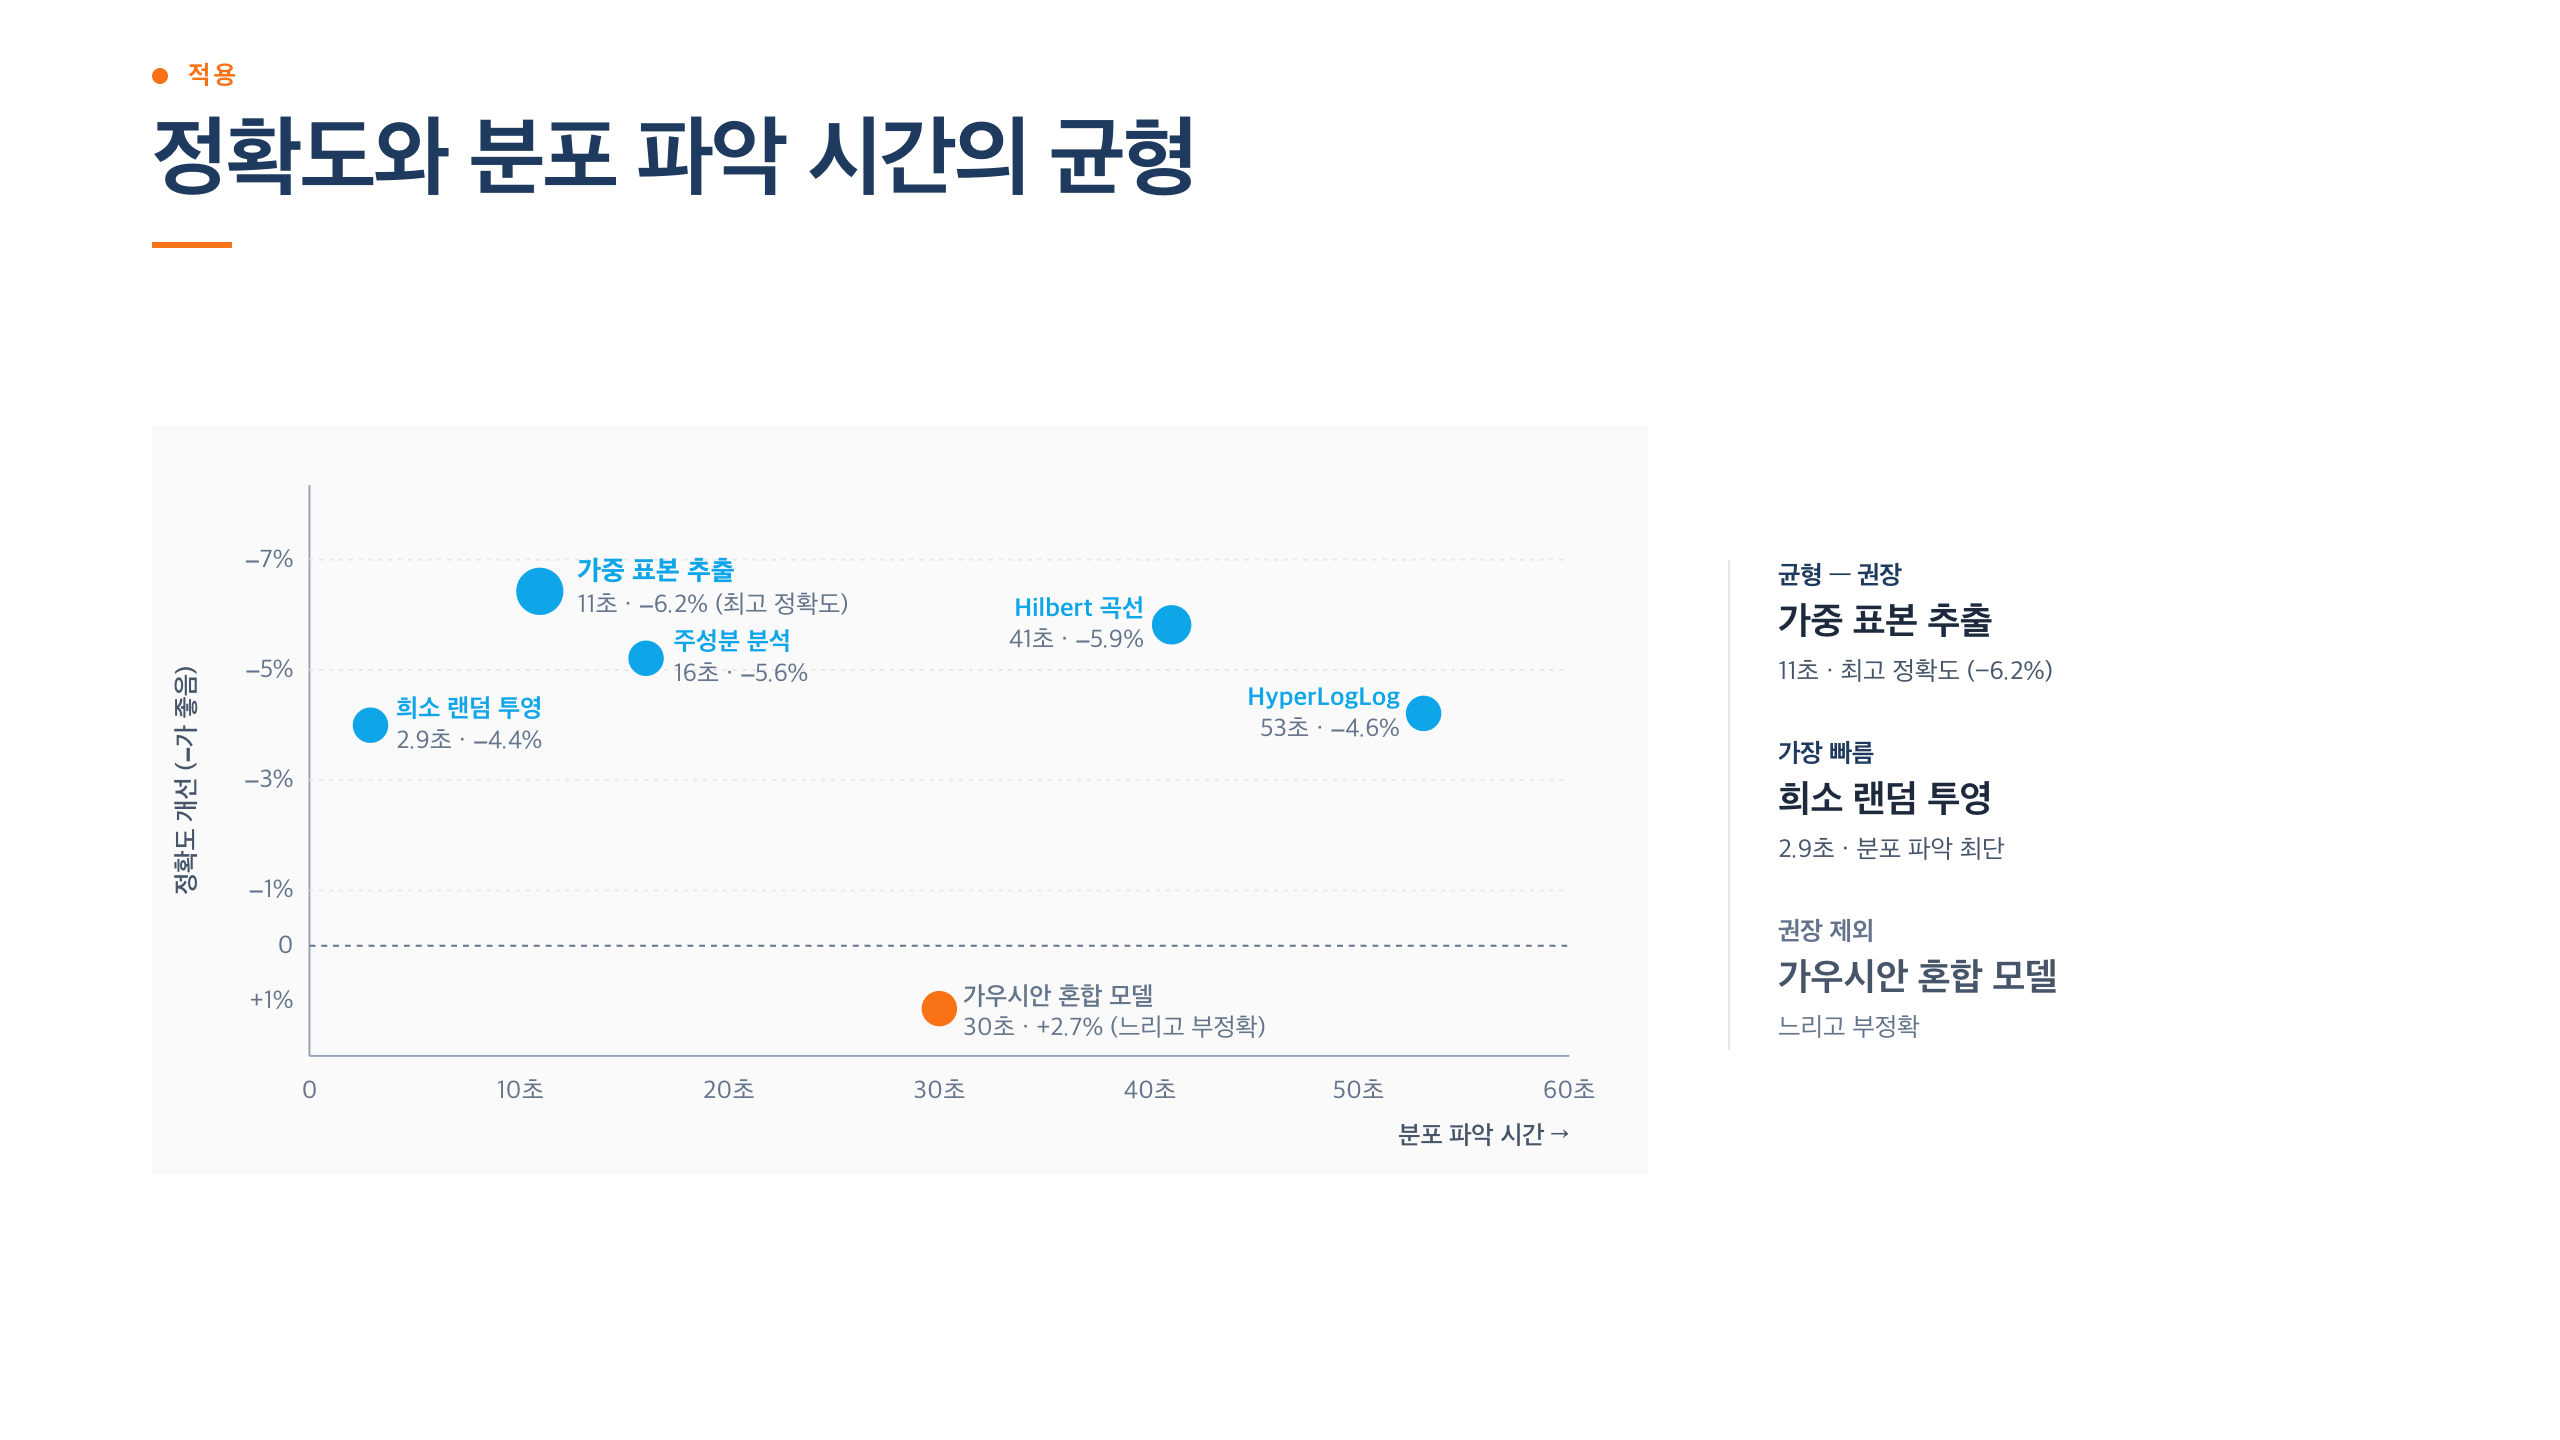 적용
정확도와 분포 파악 시간의 균형
정확도 개선 (−가 좋음)
−7%
−5%
−3%
−1%
0
+1%
가중 표본 추출
11초 · −6.2% (최고 정확도)
주성분 분석
16초 · −5.6%
희소 랜덤 투영
2.9초 · −4.4%
Hilbert 곡선
41초 · −5.9%
HyperLogLog
53초 · −4.6%
가우시안 혼합 모델
30초 · +2.7% (느리고 부정확)
0
10초
20초
30초
40초
50초
60초
분포 파악 시간 →
균형 — 권장
가중 표본 추출
11초 · 최고 정확도 (−6.2%)
가장 빠름
희소 랜덤 투영
2.9초 · 분포 파악 최단
권장 제외
가우시안 혼합 모델
느리고 부정확